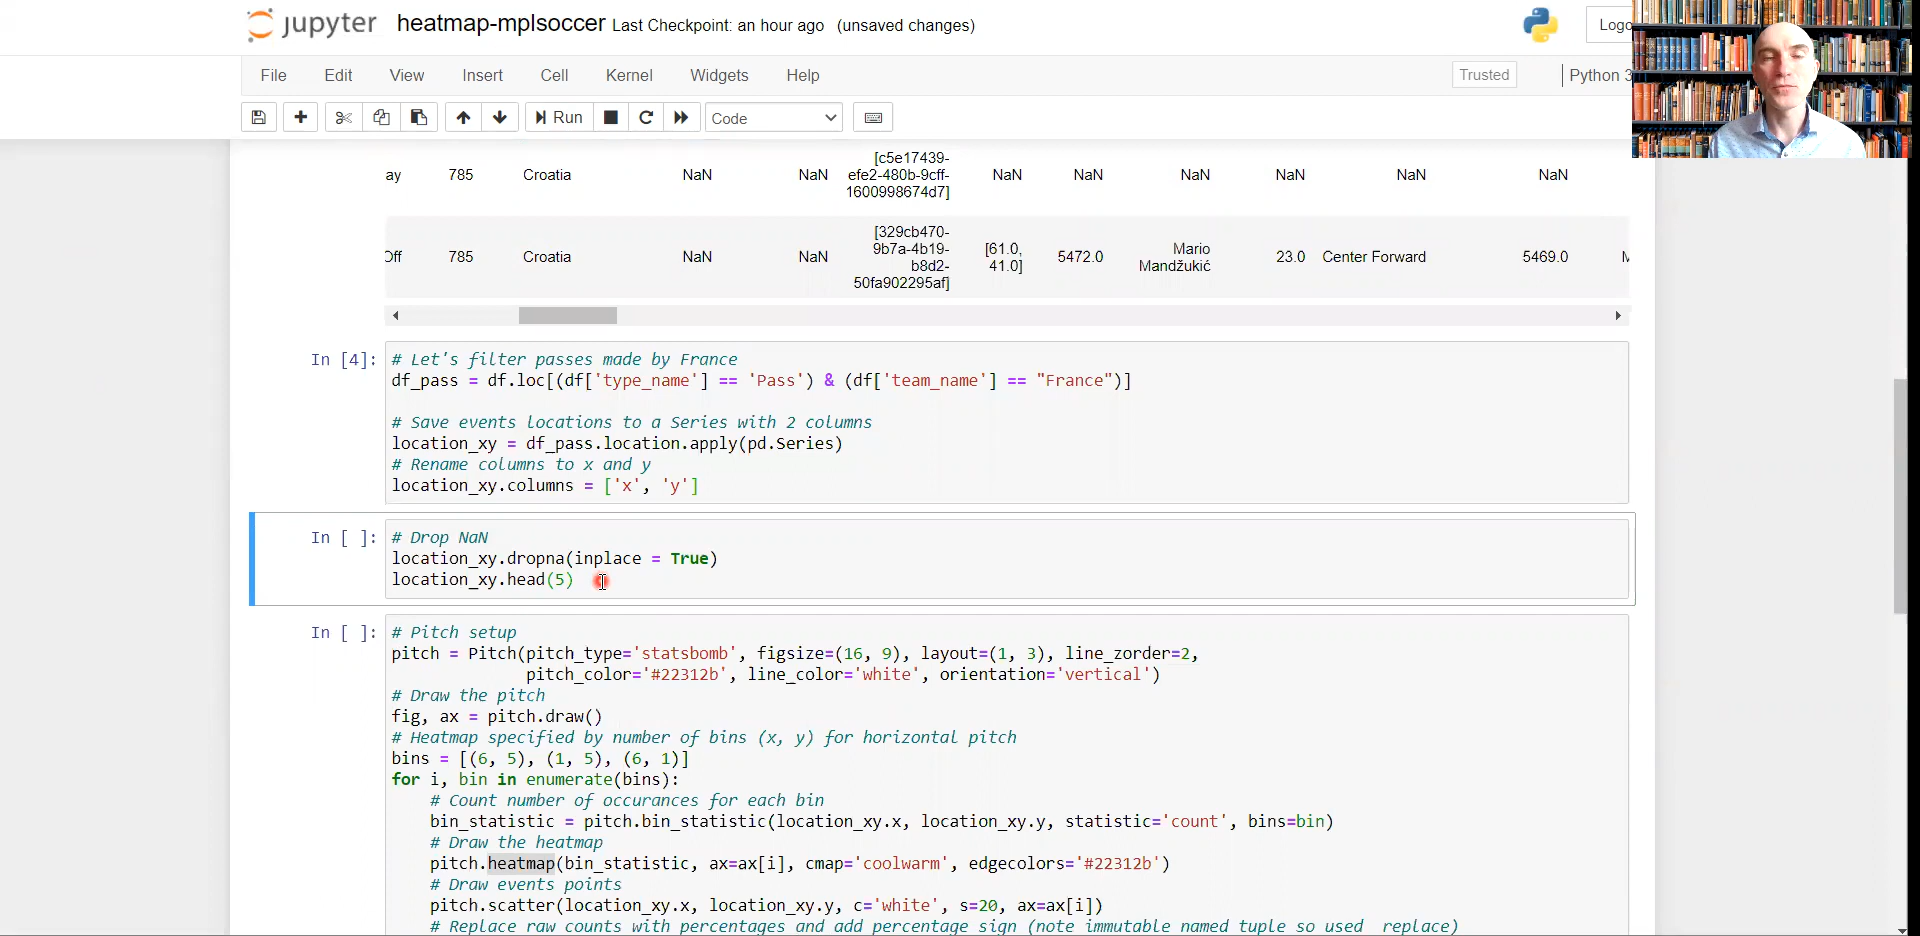 jupyter heatmap-mplsoccer Last Checkpoint: an hour ago (unsaved changes)
File Edit View Insert Cell Kernel Widgets Help Trusted Python 3
Run Code
ay 785 Croatia NaN NaN [c5e17439-
efe2-480b-9cff-
1600998674d7] NaN NaN NaN NaN NaN NaN
Off 785 Croatia NaN NaN [329cb470-
9b7a-4b19-
b8d2-
50fa902295af] [61.0,
41.0] 5472.0 Mario
Mandžukić 23.0 Center Forward 5469.0
In [4]: # Let's filter passes made by France
df_pass = df.loc[(df['type_name'] == 'Pass') & (df['team_name'] == "France")]
# Save events locations to a Series with 2 columns
location_xy = df_pass.location.apply(pd.Series)
# Rename columns to x and y
location_xy.columns = ['x', 'y']
In [ ]: # Drop NaN
location_xy.dropna(inplace = True)
location_xy.head(5)
In [ ]: # Pitch setup
pitch = Pitch(pitch_type='statsbomb', figsize=(16, 9), layout=(1, 3), line_zorder=2,
pitch_color='#22312b', line_color='white', orientation='vertical')
# Draw the pitch
fig, ax = pitch.draw()
# Heatmap specified by number of bins (x, y) for horizontal pitch
bins = [(6, 5), (1, 5), (6, 1)]
for i, bin in enumerate(bins):
# Count number of occurances for each bin
bin_statistic = pitch.bin_statistic(location_xy.x, location_xy.y, statistic='count', bins=bin)
# Draw the heatmap
pitch.heatmap(bin_statistic, ax=ax[i], cmap='coolwarm', edgecolors='#22312b')
# Draw events points
pitch.scatter(location_xy.x, location_xy.y, c='white', s=20, ax=ax[i])
# Replace raw counts with percentages and add percentage sign (note immutable named tuple so used _replace)